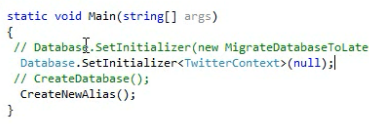 static void Main(string[] args)
{
// Database.SetInitializer(new MigrateDatabaseToLate
Database.SetInitializer<TwitterContext>(null);
// CreateDatabase();
CreateNewAlias();
}